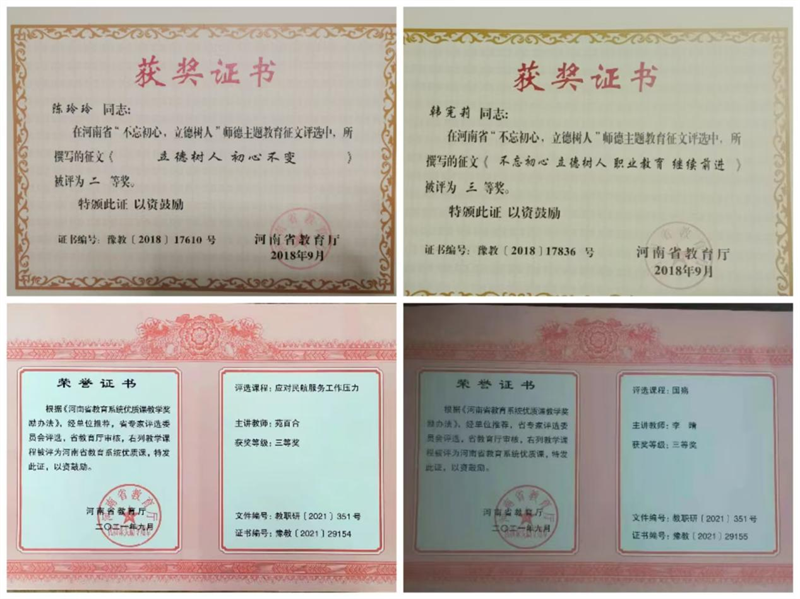 获奖证书
陈玲玲 同志：
在河南省“不忘初心，立德树人”师德主题教育征文评选中，所
撰写的征文《 立德树人 初心不变 》
被评为 二 等奖。
特颁此证 以资鼓励
证书编号：豫教〔2018〕17610 号
河南省教育厅
2018年9月
获奖证书
韩宪莉 同志：
在河南省“不忘初心，立德树人”师德主题教育征文评选中，所
撰写的征文《 不忘初心 立德树人 职业教育 继续前进 》
被评为 三 等奖。
特颁此证 以资鼓励
证书编号：豫教〔2018〕17836 号
河南省教育厅
2018年9月
荣誉证书
根据《河南省教育系统优质课教学奖
励办法》，经单位推荐，省专家评选委
员会评选，省教育厅审核，右列教学课
程被评为河南省教育系统优质课，特发
此证，以资鼓励。
河南省教育厅
二〇二一年九月
评选课程：应对民航服务工作压力
主讲教师：苑百合
获奖等级：三等奖
文件编号：教职研〔2021〕351号
证书编号：豫教〔2021〕29154
荣誉证书
根据《河南省教育系统优质课教学奖
励办法》，经单位推荐，省专家评选委
员会评选，省教育厅审核，右列教学课
程被评为河南省教育系统优质课，特发
此证，以资鼓励。
河南省教育厅
二〇二一年九月
评选课程：国殇
主讲教师：李
获奖等级：三等奖
文件编号：教职研〔2021〕351号
证书编号：豫教〔2021〕29155